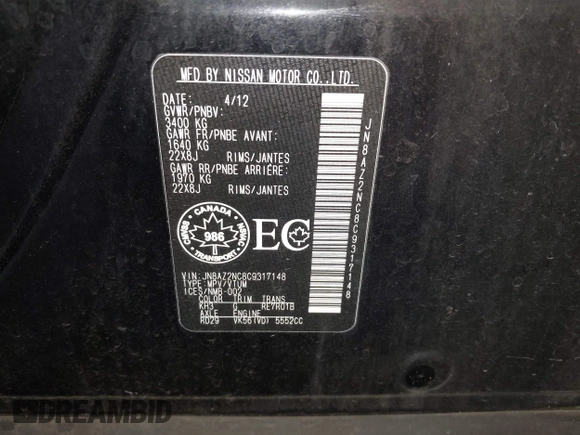 MFD BY NISSAN MOTOR CO.,LTD.
DATE: 4/12
GVWR/PNBV:
3400 KG
GAWR FR/PNBE AVANT:
1640 KG
22X8J RIMS/JANTES
GAWR RR/PNBE ARRIÈRE:
1970 KG
22X8J RIMS/JANTES
CANADA
986
TRANSPORT
EC
VIN: JN8AZ2NC8C9317148
TYPE: MPV/VTUM
ICES/NMB-002
COLOR TRIM TRANS
KH3 G RE7R01B
AXLE ENGINE
RD29 VK56(VD) 5552CC
JN8AZ2NC8C9317148
DREAMBID